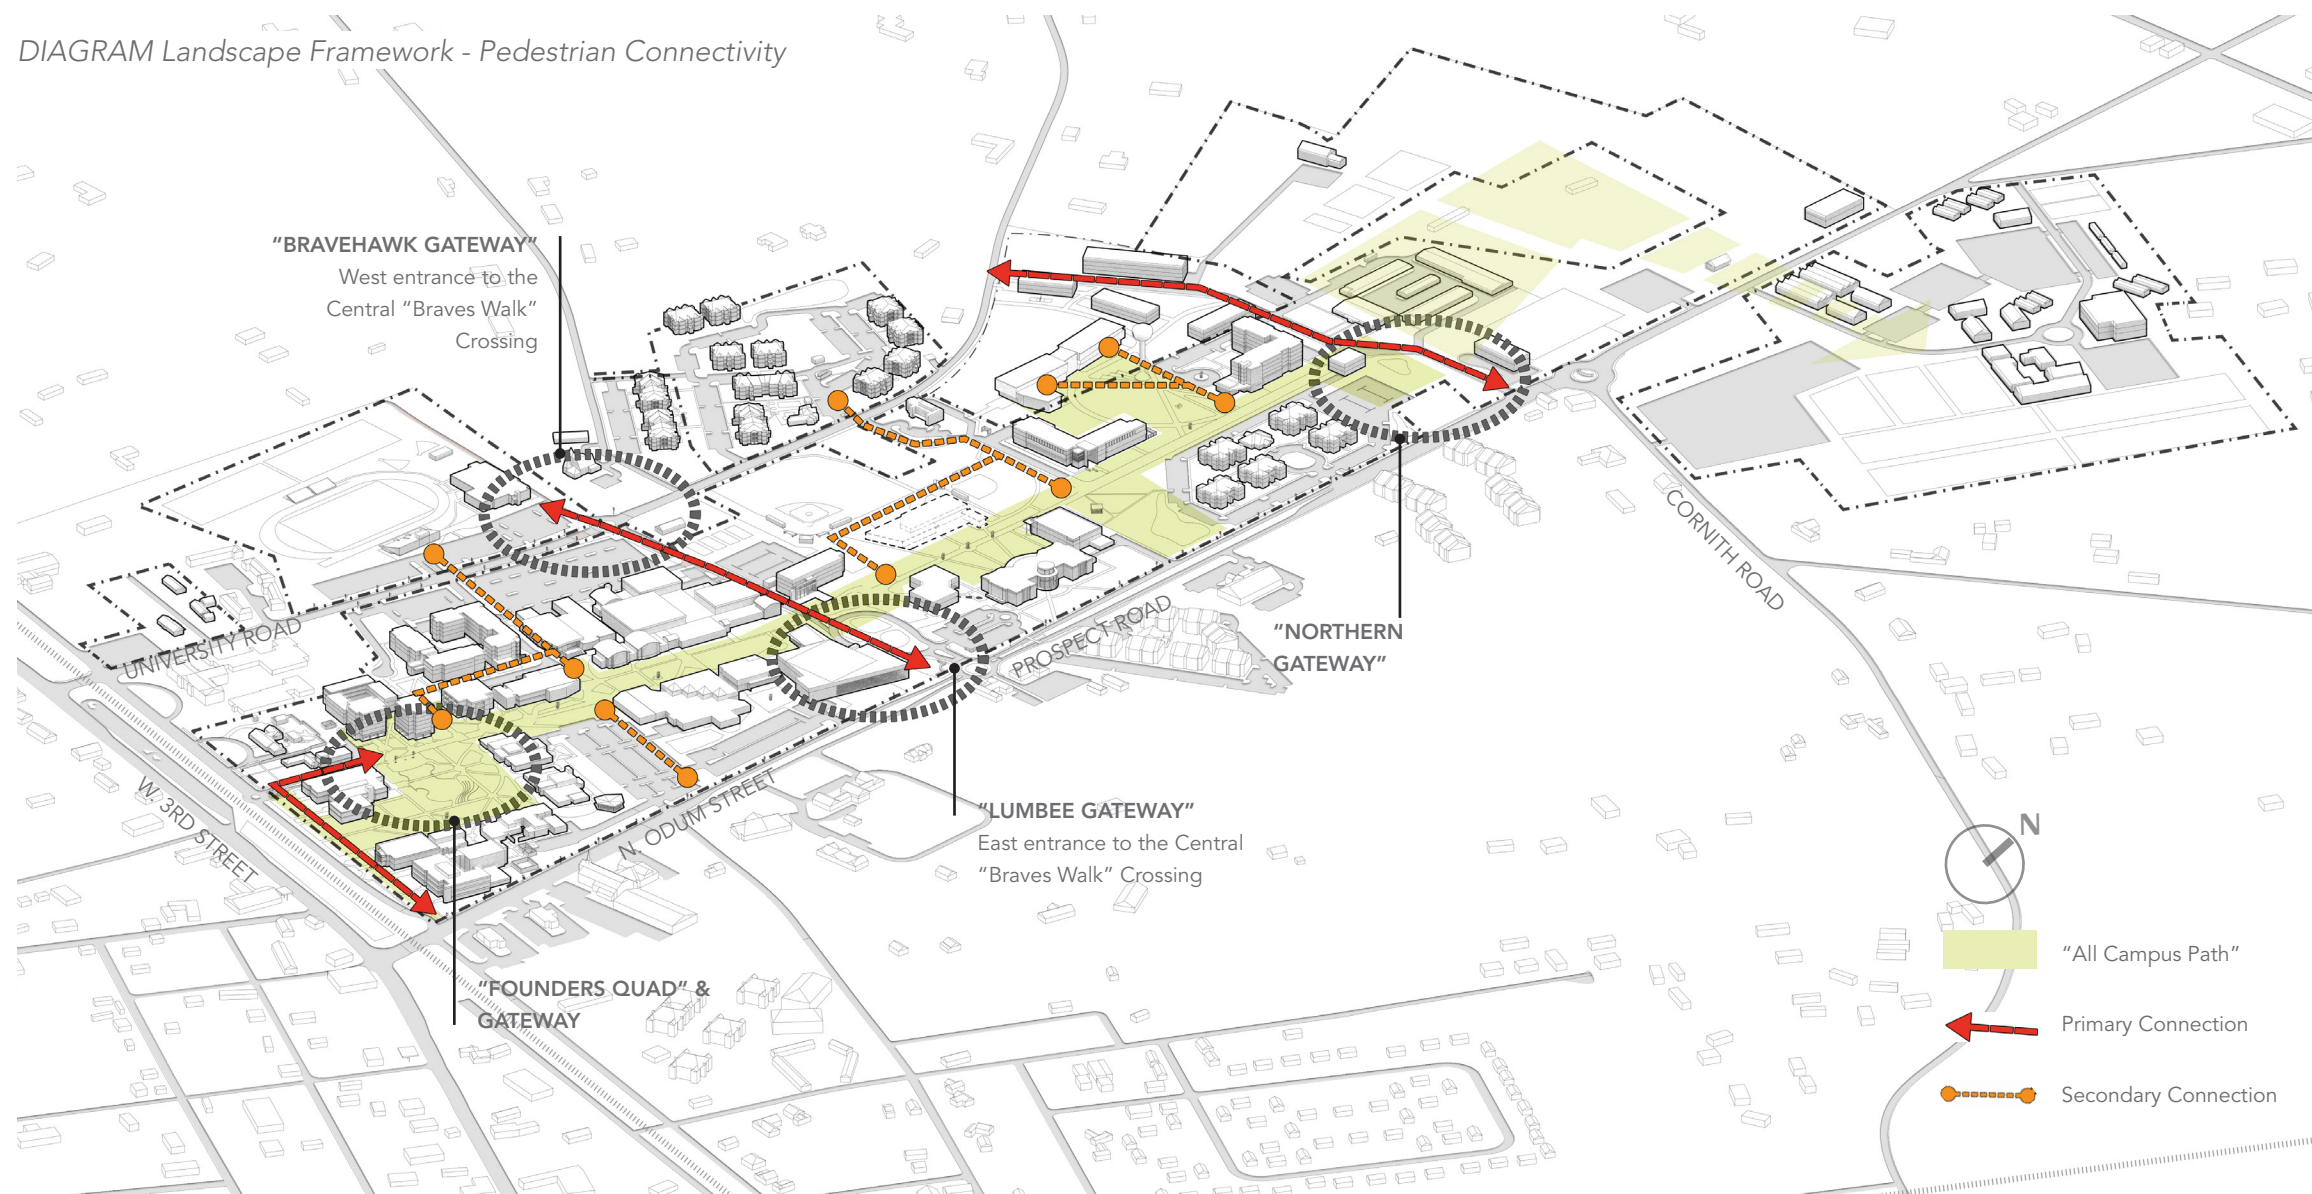 DIAGRAM Landscape Framework - Pedestrian Connectivity
“BRAVEHAWK GATEWAY”
West entrance to the
Central “Braves Walk”
Crossing
“NORTHERN
GATEWAY”
CORNITH ROAD
PROSPECT ROAD
UNIVERSITY ROAD
W. 3RD STREET
N. ODUM STREET
“LUMBEE GATEWAY”
East entrance to the Central
“Braves Walk” Crossing
“FOUNDERS QUAD” &
GATEWAY
N
“All Campus Path”
Primary Connection
Secondary Connection